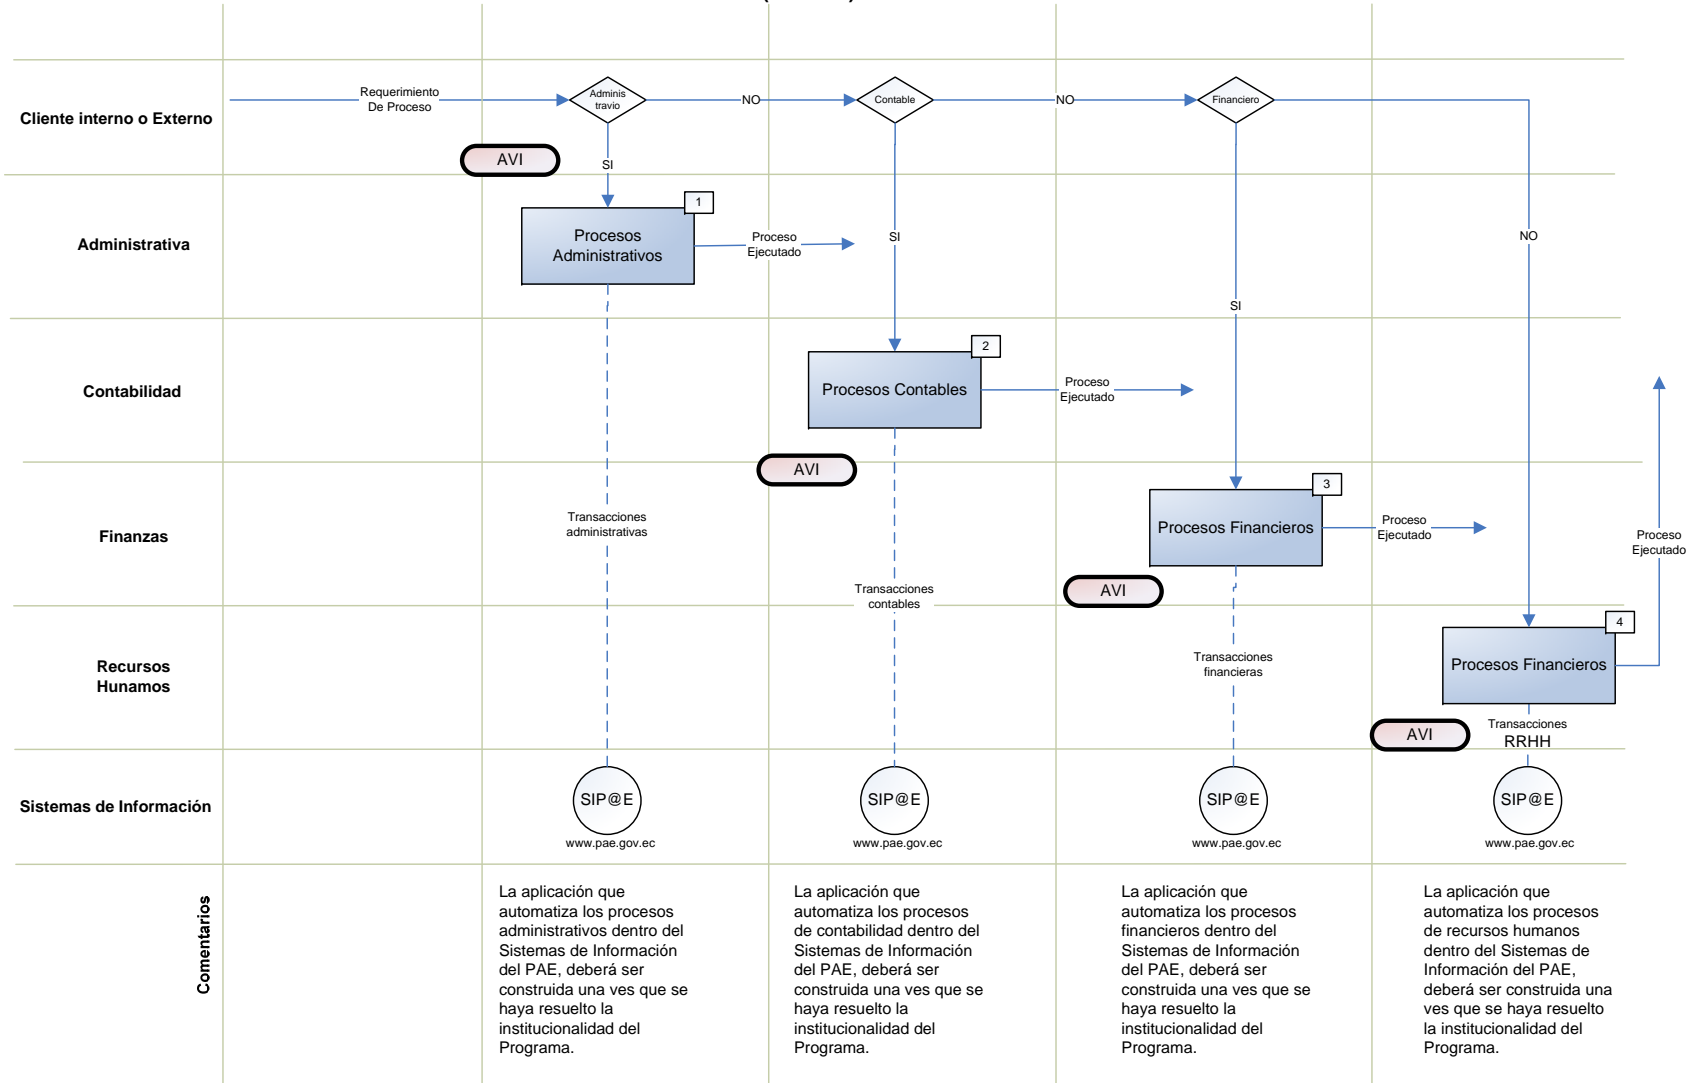 Requerimiento
De Proceso
Adminis
travio
NO
Contable
NO
Financiero
Cliente interno o Externo
AVI
SI
1
Administrativa
Procesos
Administrativos
Proceso
Ejecutado
SI
NO
SI
2
Contabilidad
Procesos Contables
Proceso
Ejecutado
AVI
3
Finanzas
Transacciones
administrativas
Procesos Financieros
Proceso
Ejecutado
Proceso
Ejecutado
Transacciones
contables
AVI
4
Recursos
Hunamos
Transacciones
financieras
Procesos Financieros
AVI
Transacciones
RRHH
Sistemas de Información
SIP@E
www.pae.gov.ec
SIP@E
www.pae.gov.ec
SIP@E
www.pae.gov.ec
SIP@E
www.pae.gov.ec
Comentarios
La aplicación que
automatiza los procesos
administrativos dentro del
Sistemas de Información
del PAE, deberá ser
construida una ves que se
haya resuelto la
institucionalidad del
Programa.
La aplicación que
automatiza los procesos
de contabilidad dentro del
Sistemas de Información
del PAE, deberá ser
construida una ves que se
haya resuelto la
institucionalidad del
Programa.
La aplicación que
automatiza los procesos
financieros dentro del
Sistemas de Información
del PAE, deberá ser
construida una ves que se
haya resuelto la
institucionalidad del
Programa.
La aplicación que
automatiza los procesos
de recursos humanos
dentro del Sistemas de
Información del PAE,
deberá ser construida una
ves que se haya resuelto
la institucionalidad del
Programa.